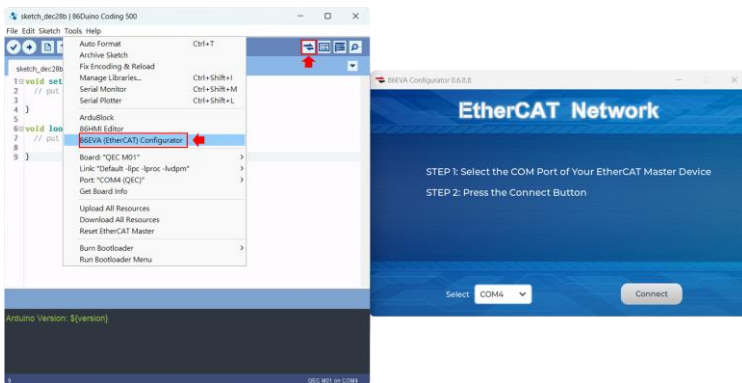 sketch_dec28b | 86Duino Coding 500
File Edit Sketch Tools Help
sketch_dec28b
1 void set
2 // put
3
4 }
5
6 void loo
7 // put
8
9 }
Auto Format Ctrl+T
Archive Sketch
Fix Encoding & Reload
Manage Libraries... Ctrl+Shift+I
Serial Monitor Ctrl+Shift+M
Serial Plotter Ctrl+Shift+L
ArduBlock
86HMI Editor
86EVA (EtherCAT) Configurator
Board: "QEC M01"
Link: "Default -lipc -lproc -lvdpm"
Port: "COM4 (QEC)"
Get Board Info
Upload All Resources
Download All Resources
Reset EtherCAT Master
Burn Bootloader
Run Bootloader Menu
Arduino Version: ${version}
9 QEC M01 on COM4
86EVA Configurator 0.6.8.8
EtherCAT Network
STEP 1: Select the COM Port of Your EtherCAT Master Device
STEP 2: Press the Connect Button
Select COM4 Connect